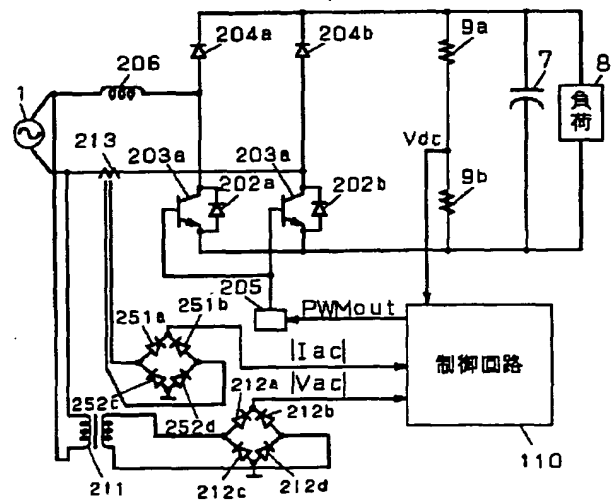 204a
204b
206
9a
7
8
1
負荷
213
Vdc
203a
203a
202a
202b
9b
205
PWMout
251a
251b
|Iac|
制御回路
|Vac|
252c
252d
212a
212b
211
212c
212d
110